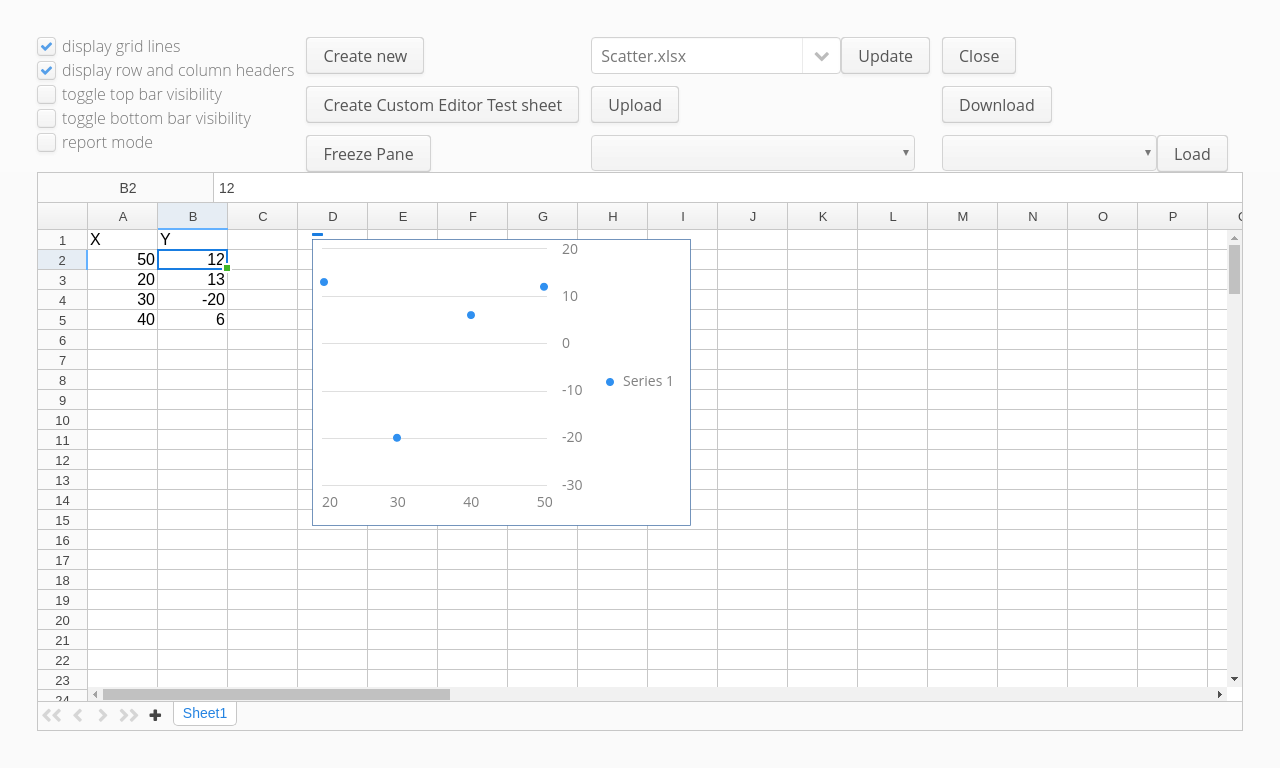 display grid lines
display row and column headers
toggle top bar visibility
toggle bottom bar visibility
report mode
Create new
Scatter.xlsx
Update
Close
Create Custom Editor Test sheet
Upload
Download
Freeze Pane
Load
B2 12
A B C D E F G H I J K L M N O P
1 X Y
2 50 12
3 20 13
4 30 -20
5 40 6
6
7
8
9
10
11
12
13
14
15
16
17
18
19
20
21
22
23
24
20
10
0
-10
-20
-30
20 30 40 50
Series 1
Sheet1